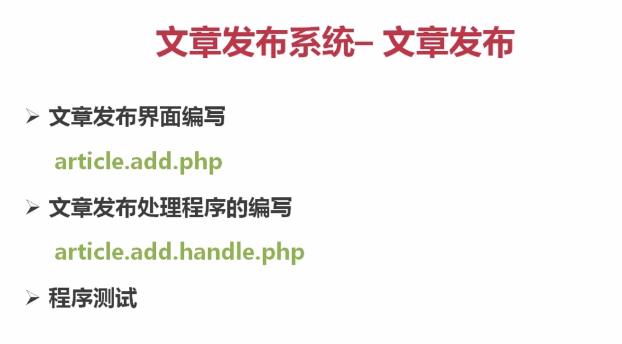 文章发布系统– 文章发布
➢ 文章发布界面编写
article.add.php
➢ 文章发布处理程序的编写
article.add.handle.php
➢ 程序测试